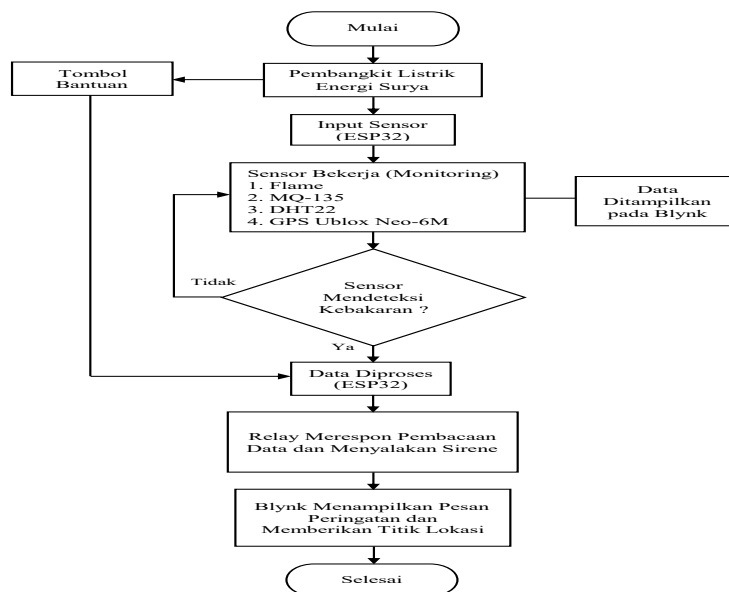 Mulai
Tombol
Bantuan
Pembangkit Listrik
Energi Surya
Input Sensor
(ESP32)
Sensor Bekerja (Monitoring)
1. Flame
2. MQ-135
3. DHT22
4. GPS Ublox Neo-6M
Data
Ditampilkan
pada Blynk
Tidak
Sensor
Mendeteksi
Kebakaran ?
Ya
Data Diproses
(ESP32)
Relay Merespon Pembacaan
Data dan Menyalakan Sirene
Blynk Menampilkan Pesan
Peringatan dan
Memberikan Titik Lokasi
Selesai